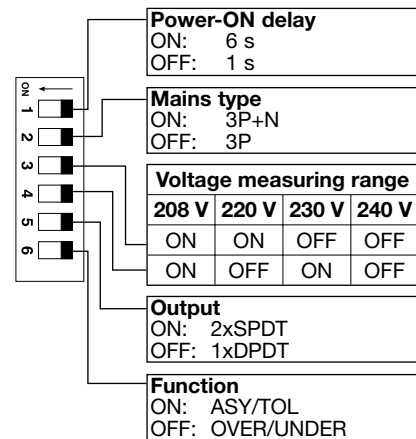 Power-ON delay
ON: 6 s
OFF: 1 s
ON
1
2
3
4
5
6
Mains type
ON: 3P+N
OFF: 3P
Voltage measuring range
208 V 220 V 230 V 240 V
ON ON OFF OFF
ON OFF ON OFF
Output
ON: 2xSPDT
OFF: 1xDPDT
Function
ON: ASY/TOL
OFF: OVER/UNDER